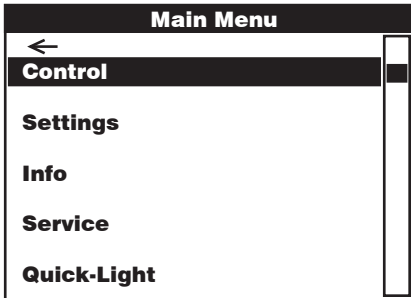 Main Menu
Control
Settings
Info
Service
Quick-Light